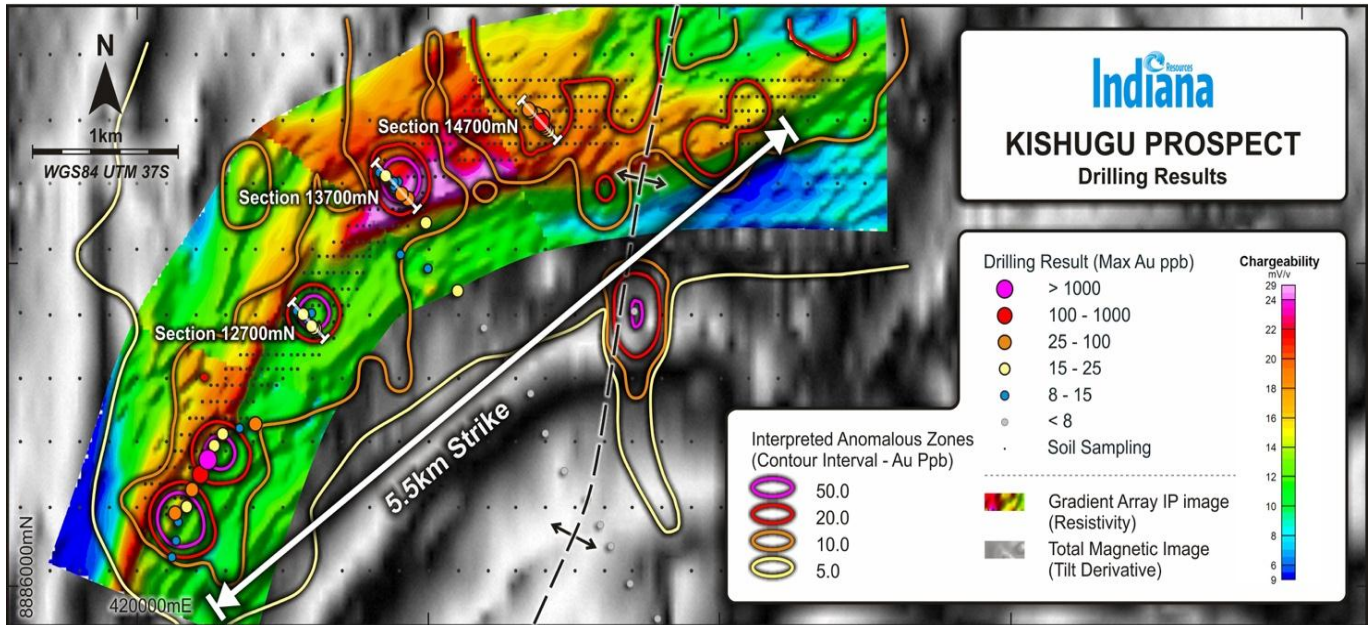 N
1km
WGS84 UTM 37S
Section 14700mN
Section 13700mN
Section 12700mN
5.5km Strike
8886000mN
420000mE
Indiana
Resources
KISHUGU PROSPECT
Drilling Results
Drilling Result (Max Au ppb)
> 1000
100 - 1000
25 - 100
15 - 25
8 - 15
< 8
Soil Sampling
Gradient Array IP image
(Resistivity)
Total Magnetic Image
(Tilt Derivative)
Chargeability
mV/v
29
24
22
20
18
16
14
12
10
8
6
9
Interpreted Anomalous Zones
(Contour Interval - Au Ppb)
50.0
20.0
10.0
5.0